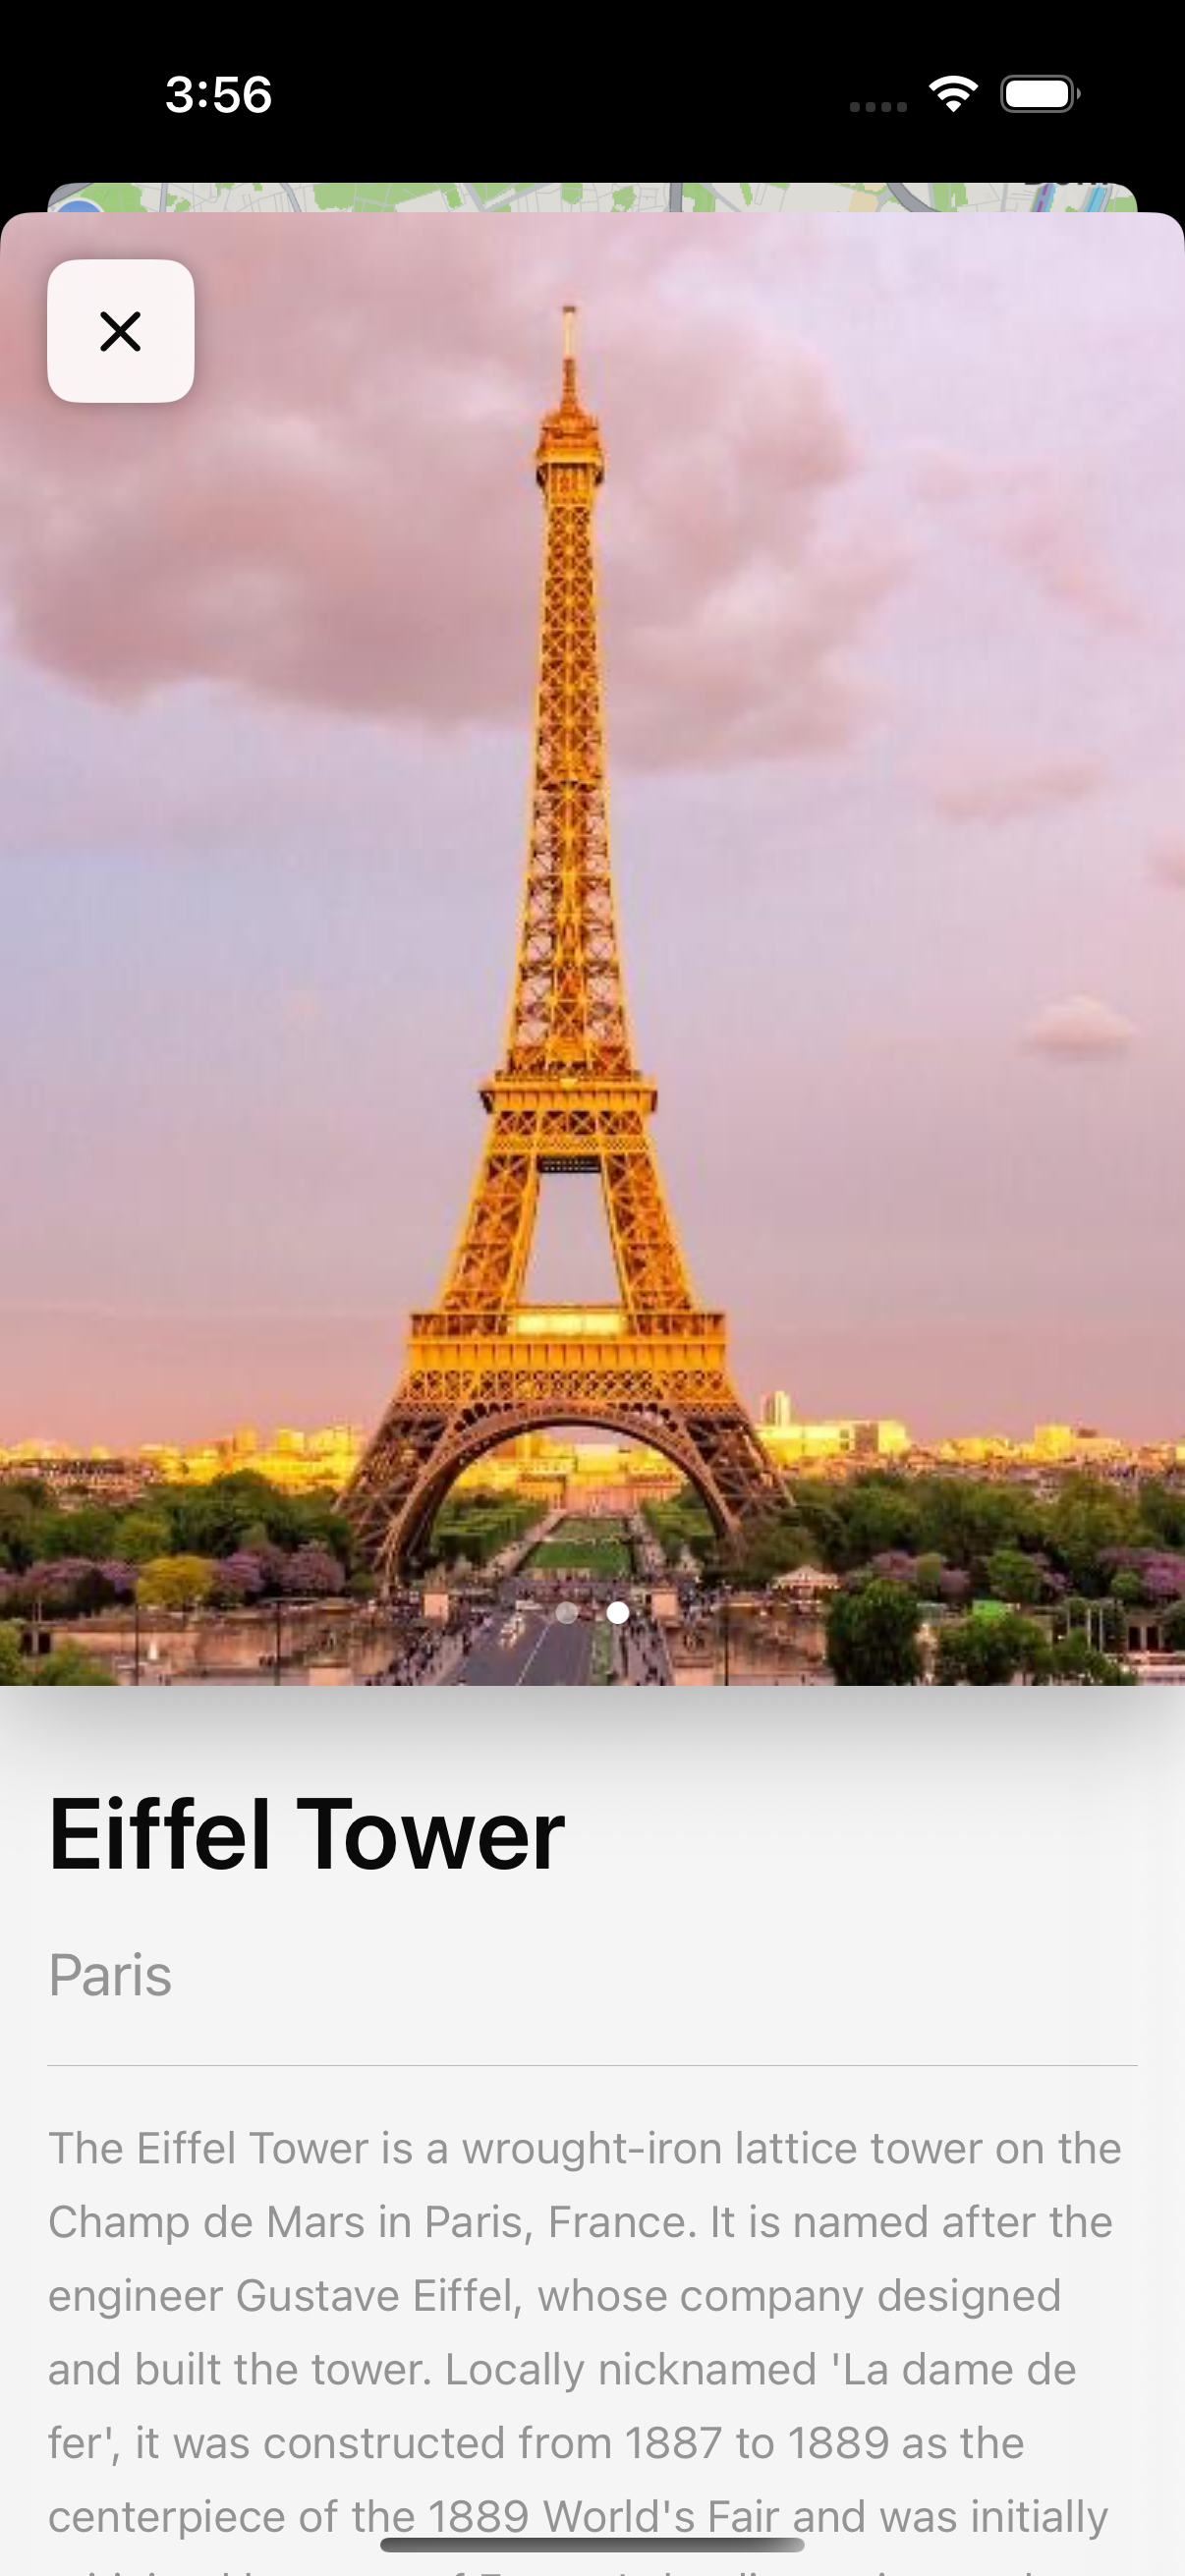 3:56
Eiffel Tower
Paris
The Eiffel Tower is a wrought-iron lattice tower on the
Champ de Mars in Paris, France. It is named after the
engineer Gustave Eiffel, whose company designed
and built the tower. Locally nicknamed 'La dame de
fer', it was constructed from 1887 to 1889 as the
centerpiece of the 1889 World's Fair and was initially